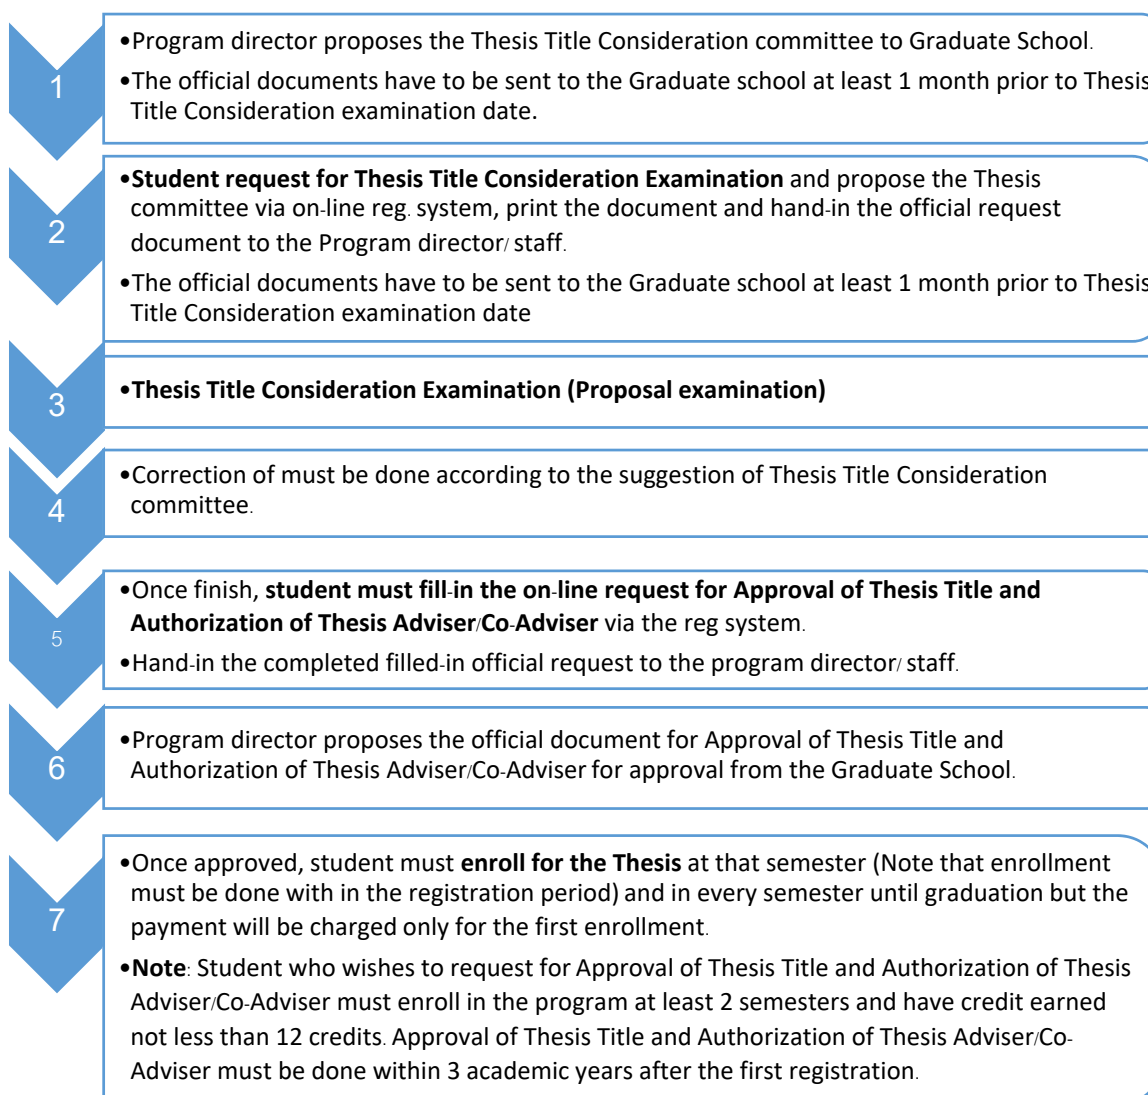 1
•Program director proposes the Thesis Title Consideration committee to Graduate School.
•The official documents have to be sent to the Graduate school at least 1 month prior to Thesis
Title Consideration examination date.
2
•Student request for Thesis Title Consideration Examination and propose the Thesis
committee via on-line reg. system, print the document and hand-in the official request
document to the Program director/ staff.
•The official documents have to be sent to the Graduate school at least 1 month prior to Thesis
Title Consideration examination date
3
•Thesis Title Consideration Examination (Proposal examination)
4
•Correction of must be done according to the suggestion of Thesis Title Consideration
committee.
5
•Once finish, student must fill-in the on-line request for Approval of Thesis Title and
Authorization of Thesis Adviser/Co-Adviser via the reg system.
•Hand-in the completed filled-in official request to the program director/ staff.
6
•Program director proposes the official document for Approval of Thesis Title and
Authorization of Thesis Adviser/Co-Adviser for approval from the Graduate School.
7
•Once approved, student must enroll for the Thesis at that semester (Note that enrollment
must be done with in the registration period) and in every semester until graduation but the
payment will be charged only for the first enrollment.
•Note: Student who wishes to request for Approval of Thesis Title and Authorization of Thesis
Adviser/Co-Adviser must enroll in the program at least 2 semesters and have credit earned
not less than 12 credits. Approval of Thesis Title and Authorization of Thesis Adviser/Co-
Adviser must be done within 3 academic years after the first registration.